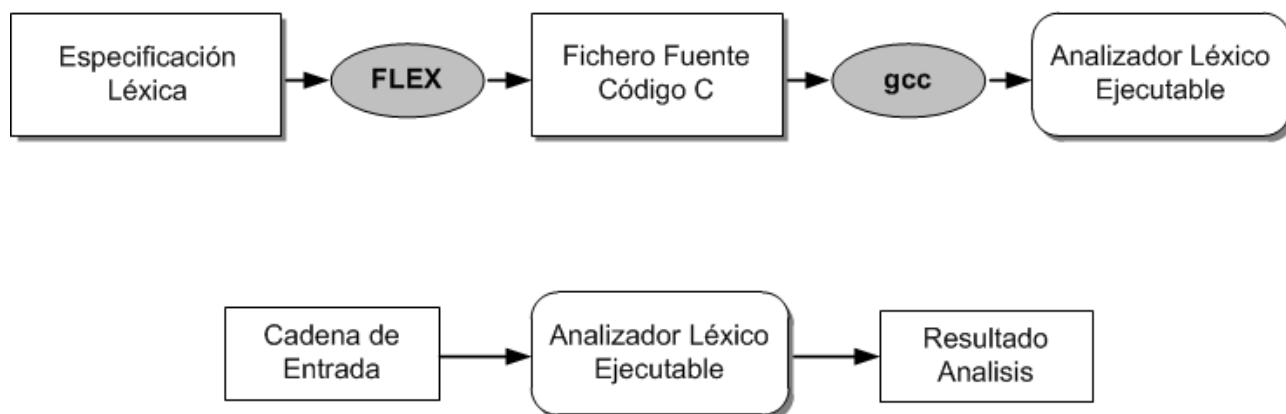 Especificación
Léxica
FLEX
Fichero Fuente
Código C
gcc
Analizador Léxico
Ejecutable
Cadena de
Entrada
Analizador Léxico
Ejecutable
Resultado
Analisis